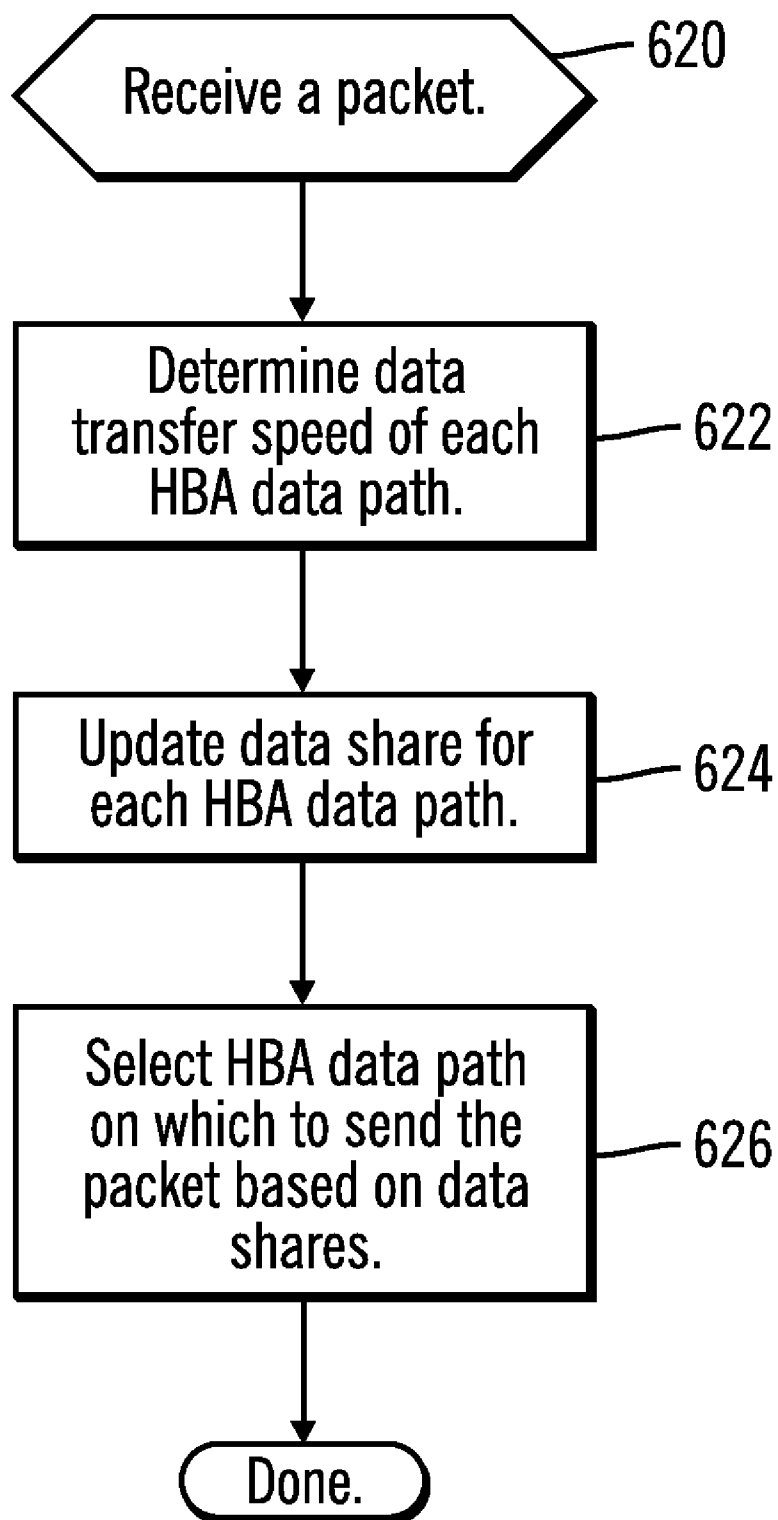 Receive a packet.
620
Determine data
transfer speed of each
HBA data path.
622
Update data share for
each HBA data path.
624
Select HBA data path
on which to send the
packet based on data
shares.
626
Done.